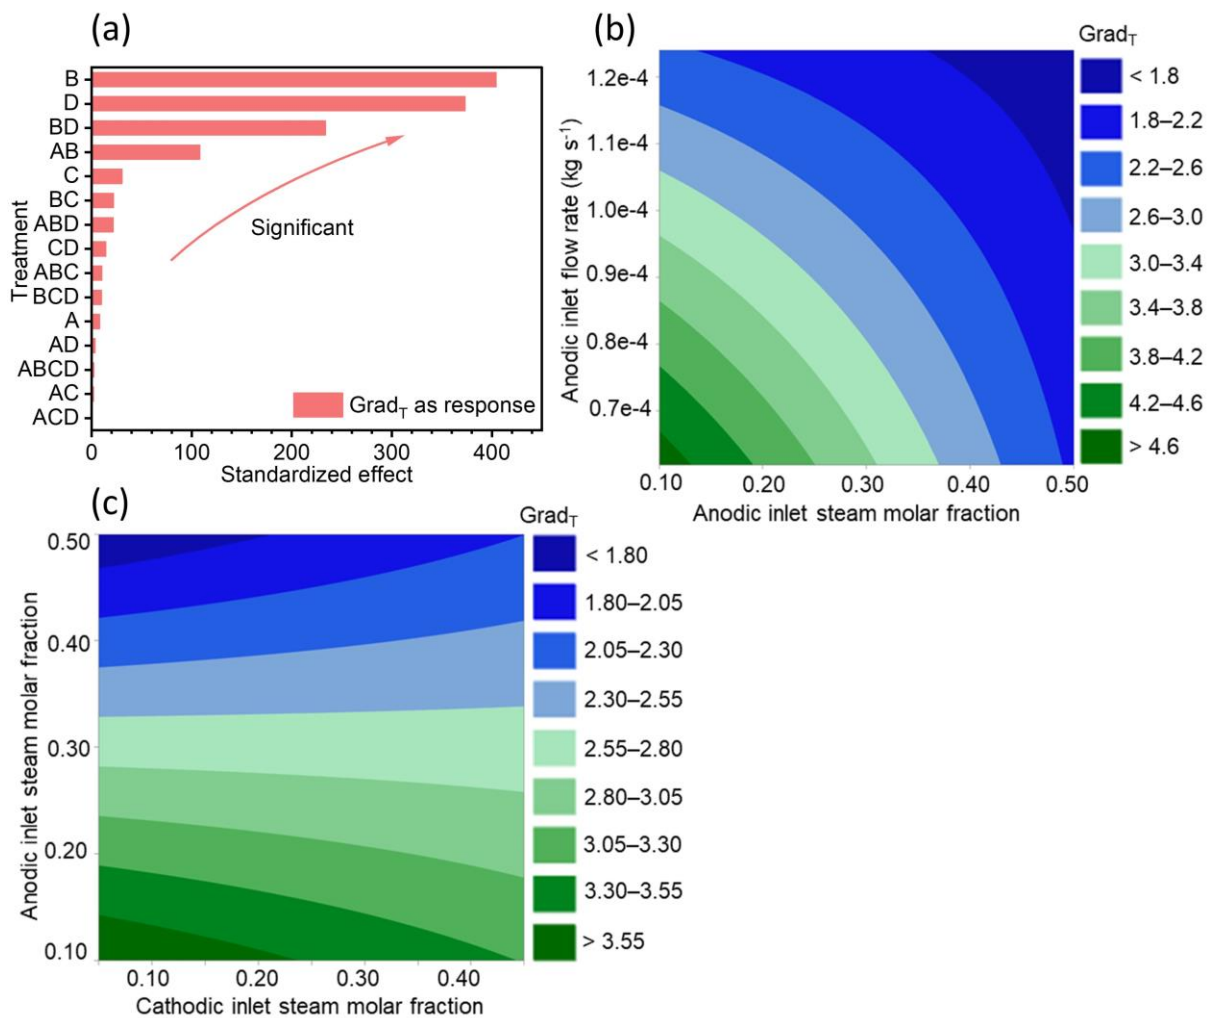 (a)
B
D
BD
AB
C
BC
ABD
CD
ABC
BCD
A
AD
ABCD
AC
ACD
Treatment
Significant
GradT as response
0 100 200 300 400
Standardized effect
(b)
GradT
1.2e-4
1.1e-4
1.0e-4
0.9e-4
0.8e-4
0.7e-4
Anodic inlet flow rate (kg s-1)
0.10 0.20 0.30 0.40 0.50
Anodic inlet steam molar fraction
< 1.8
1.8–2.2
2.2–2.6
2.6–3.0
3.0–3.4
3.4–3.8
3.8–4.2
4.2–4.6
> 4.6
(c)
GradT
0.50
0.40
0.30
0.20
0.10
Anodic inlet steam molar fraction
0.10 0.20 0.30 0.40
Cathodic inlet steam molar fraction
< 1.80
1.80–2.05
2.05–2.30
2.30–2.55
2.55–2.80
2.80–3.05
3.05–3.30
3.30–3.55
> 3.55